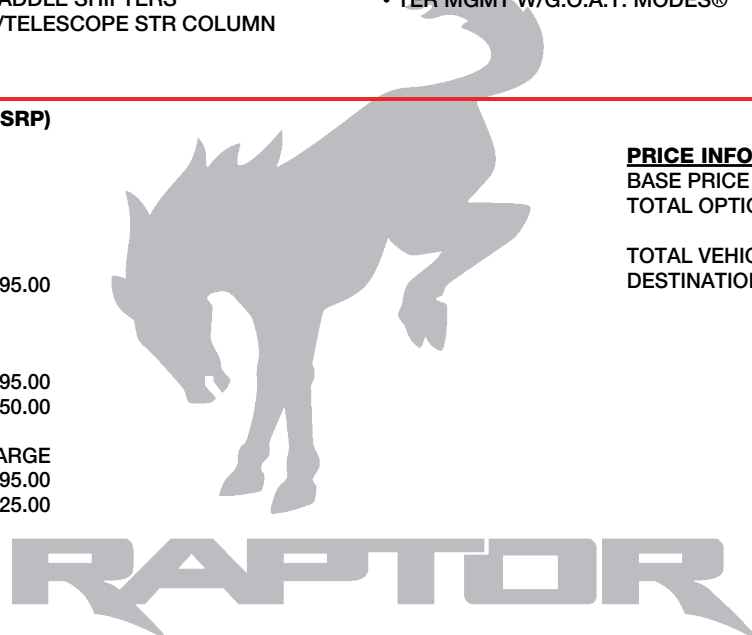 /TELESCOPE STR COLUMN
MGMT W/G.O.A.T. MODES®
SRP)
95.00
95.00
50.00
ARGE
95.00
25.00
PRICE INFO
BASE PRICE
TOTAL OPTIO
TOTAL VEHIC
DESTINATION
RAPTOR